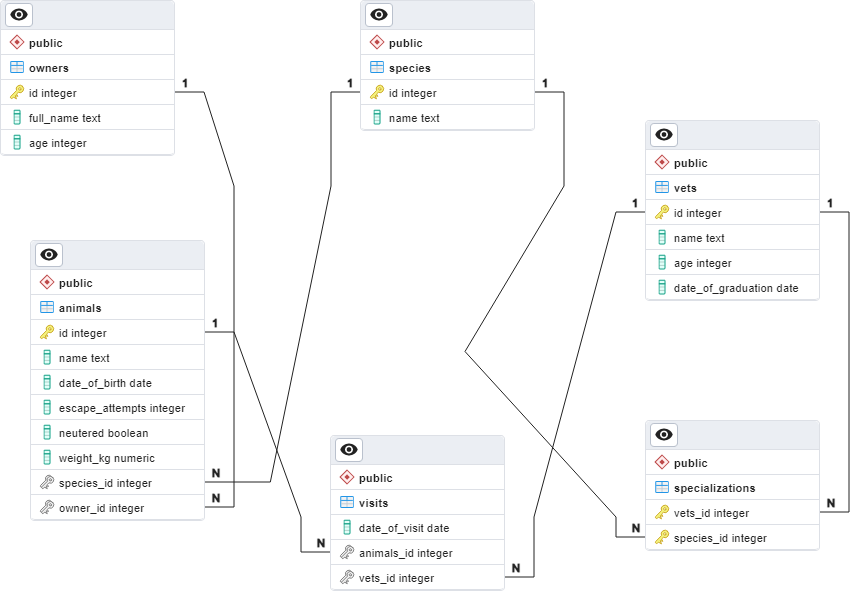 public
owners
id integer
full_name text
age integer
1
public
species
id integer
name text
1
1
public
vets
id integer
name text
age integer
date_of_graduation date
1
1
public
animals
id integer
name text
date_of_birth date
escape_attempts integer
neutered boolean
weight_kg numeric
species_id integer
owner_id integer
1
N
N
public
visits
date_of_visit date
animals_id integer
vets_id integer
N
N
public
specializations
vets_id integer
species_id integer
N
N